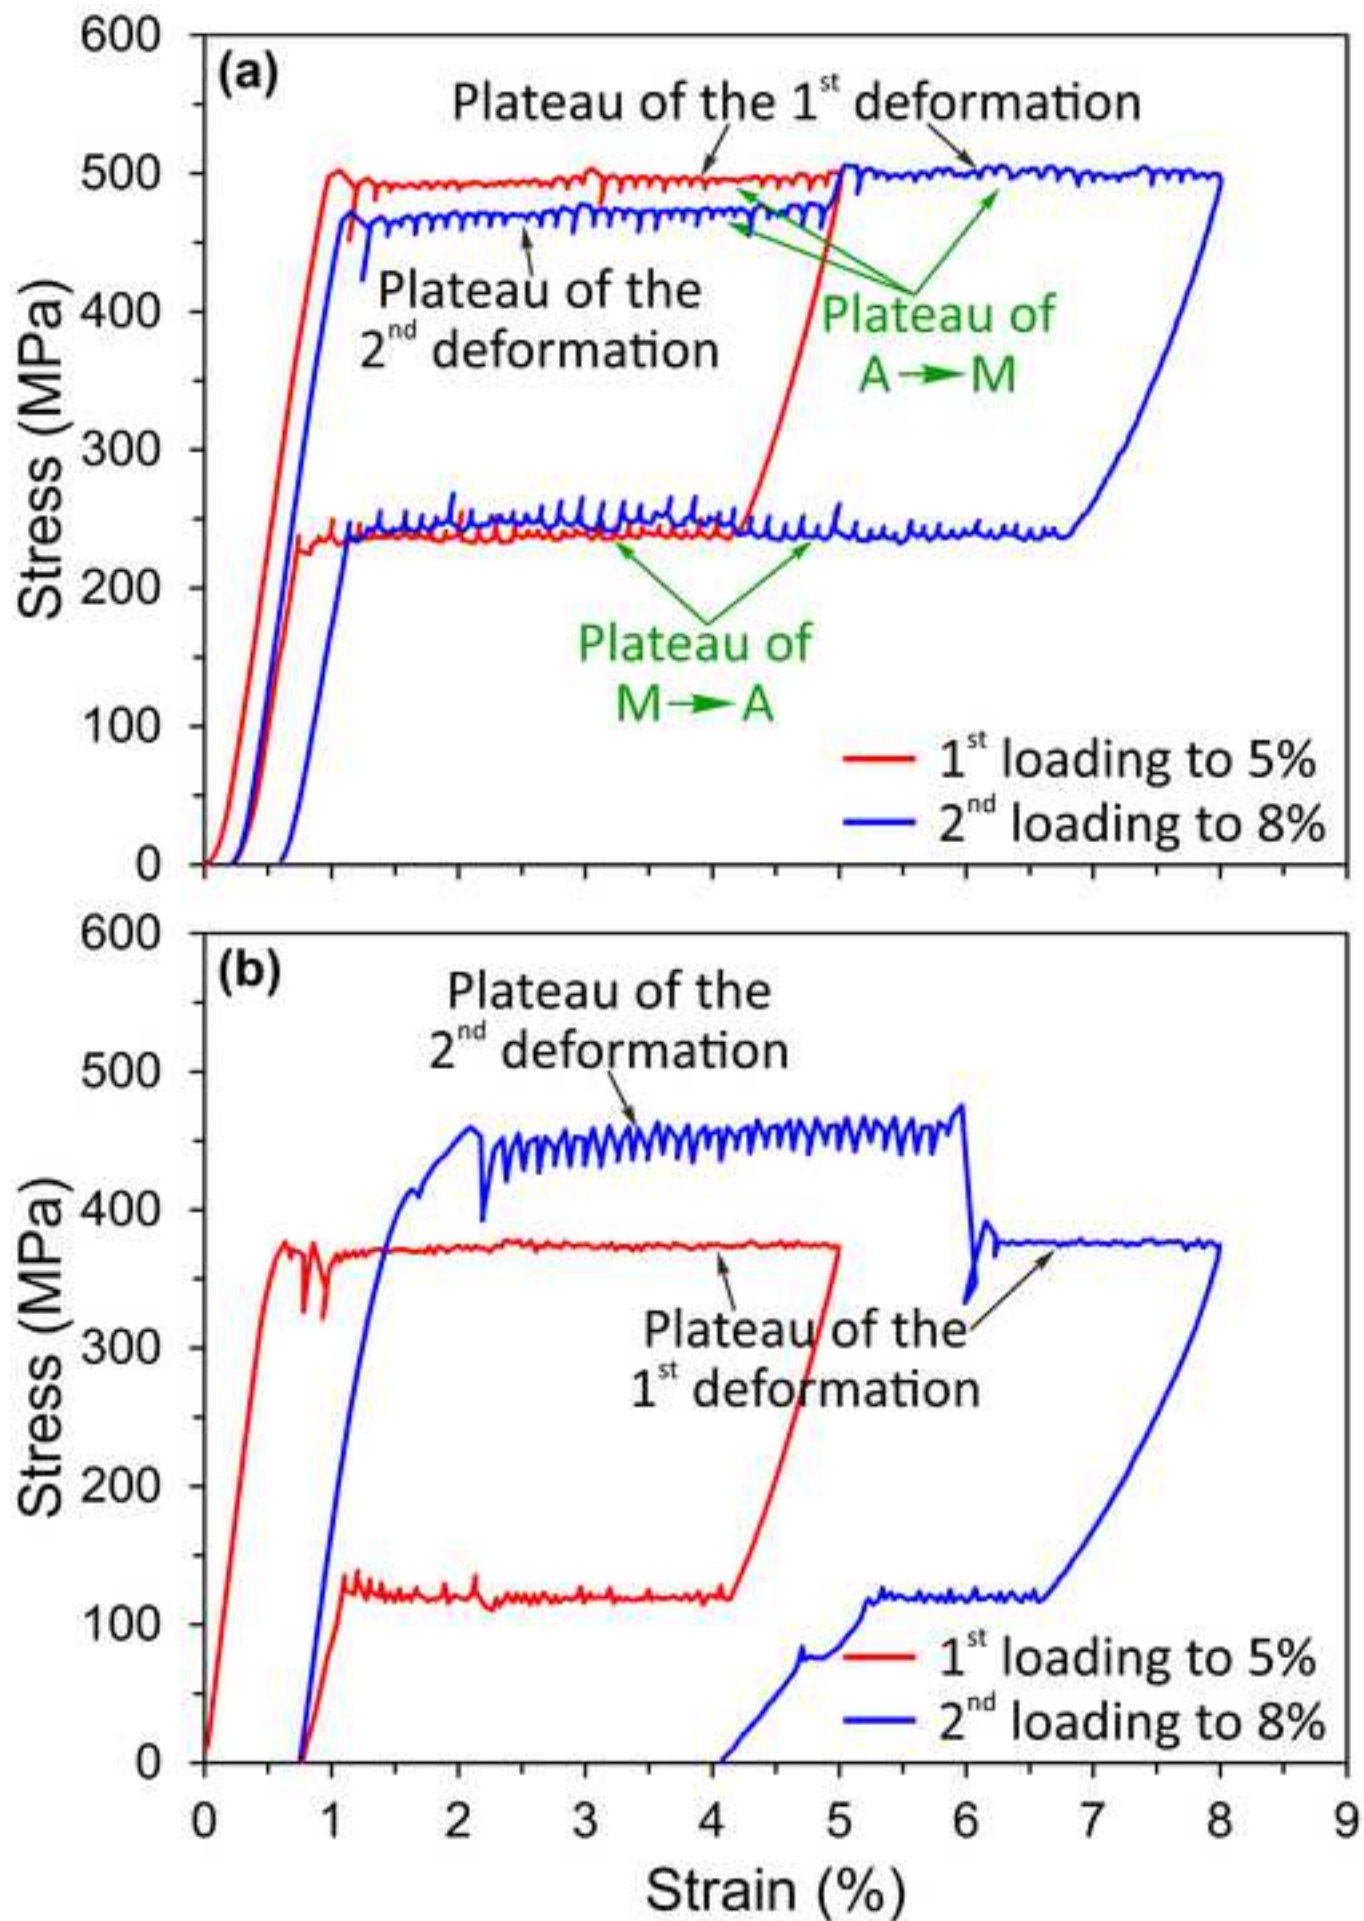 (a)
Plateau of the 1st deformation
Plateau of the
2nd deformation
Plateau of
A → M
Plateau of
M → A
1st loading to 5%
2nd loading to 8%
Stress (MPa)
600
500
400
300
200
100
0
(b)
Plateau of the
2nd deformation
Plateau of the
1st deformation
1st loading to 5%
2nd loading to 8%
Stress (MPa)
600
500
400
300
200
100
0
0 1 2 3 4 5 6 7 8 9
Strain (%)